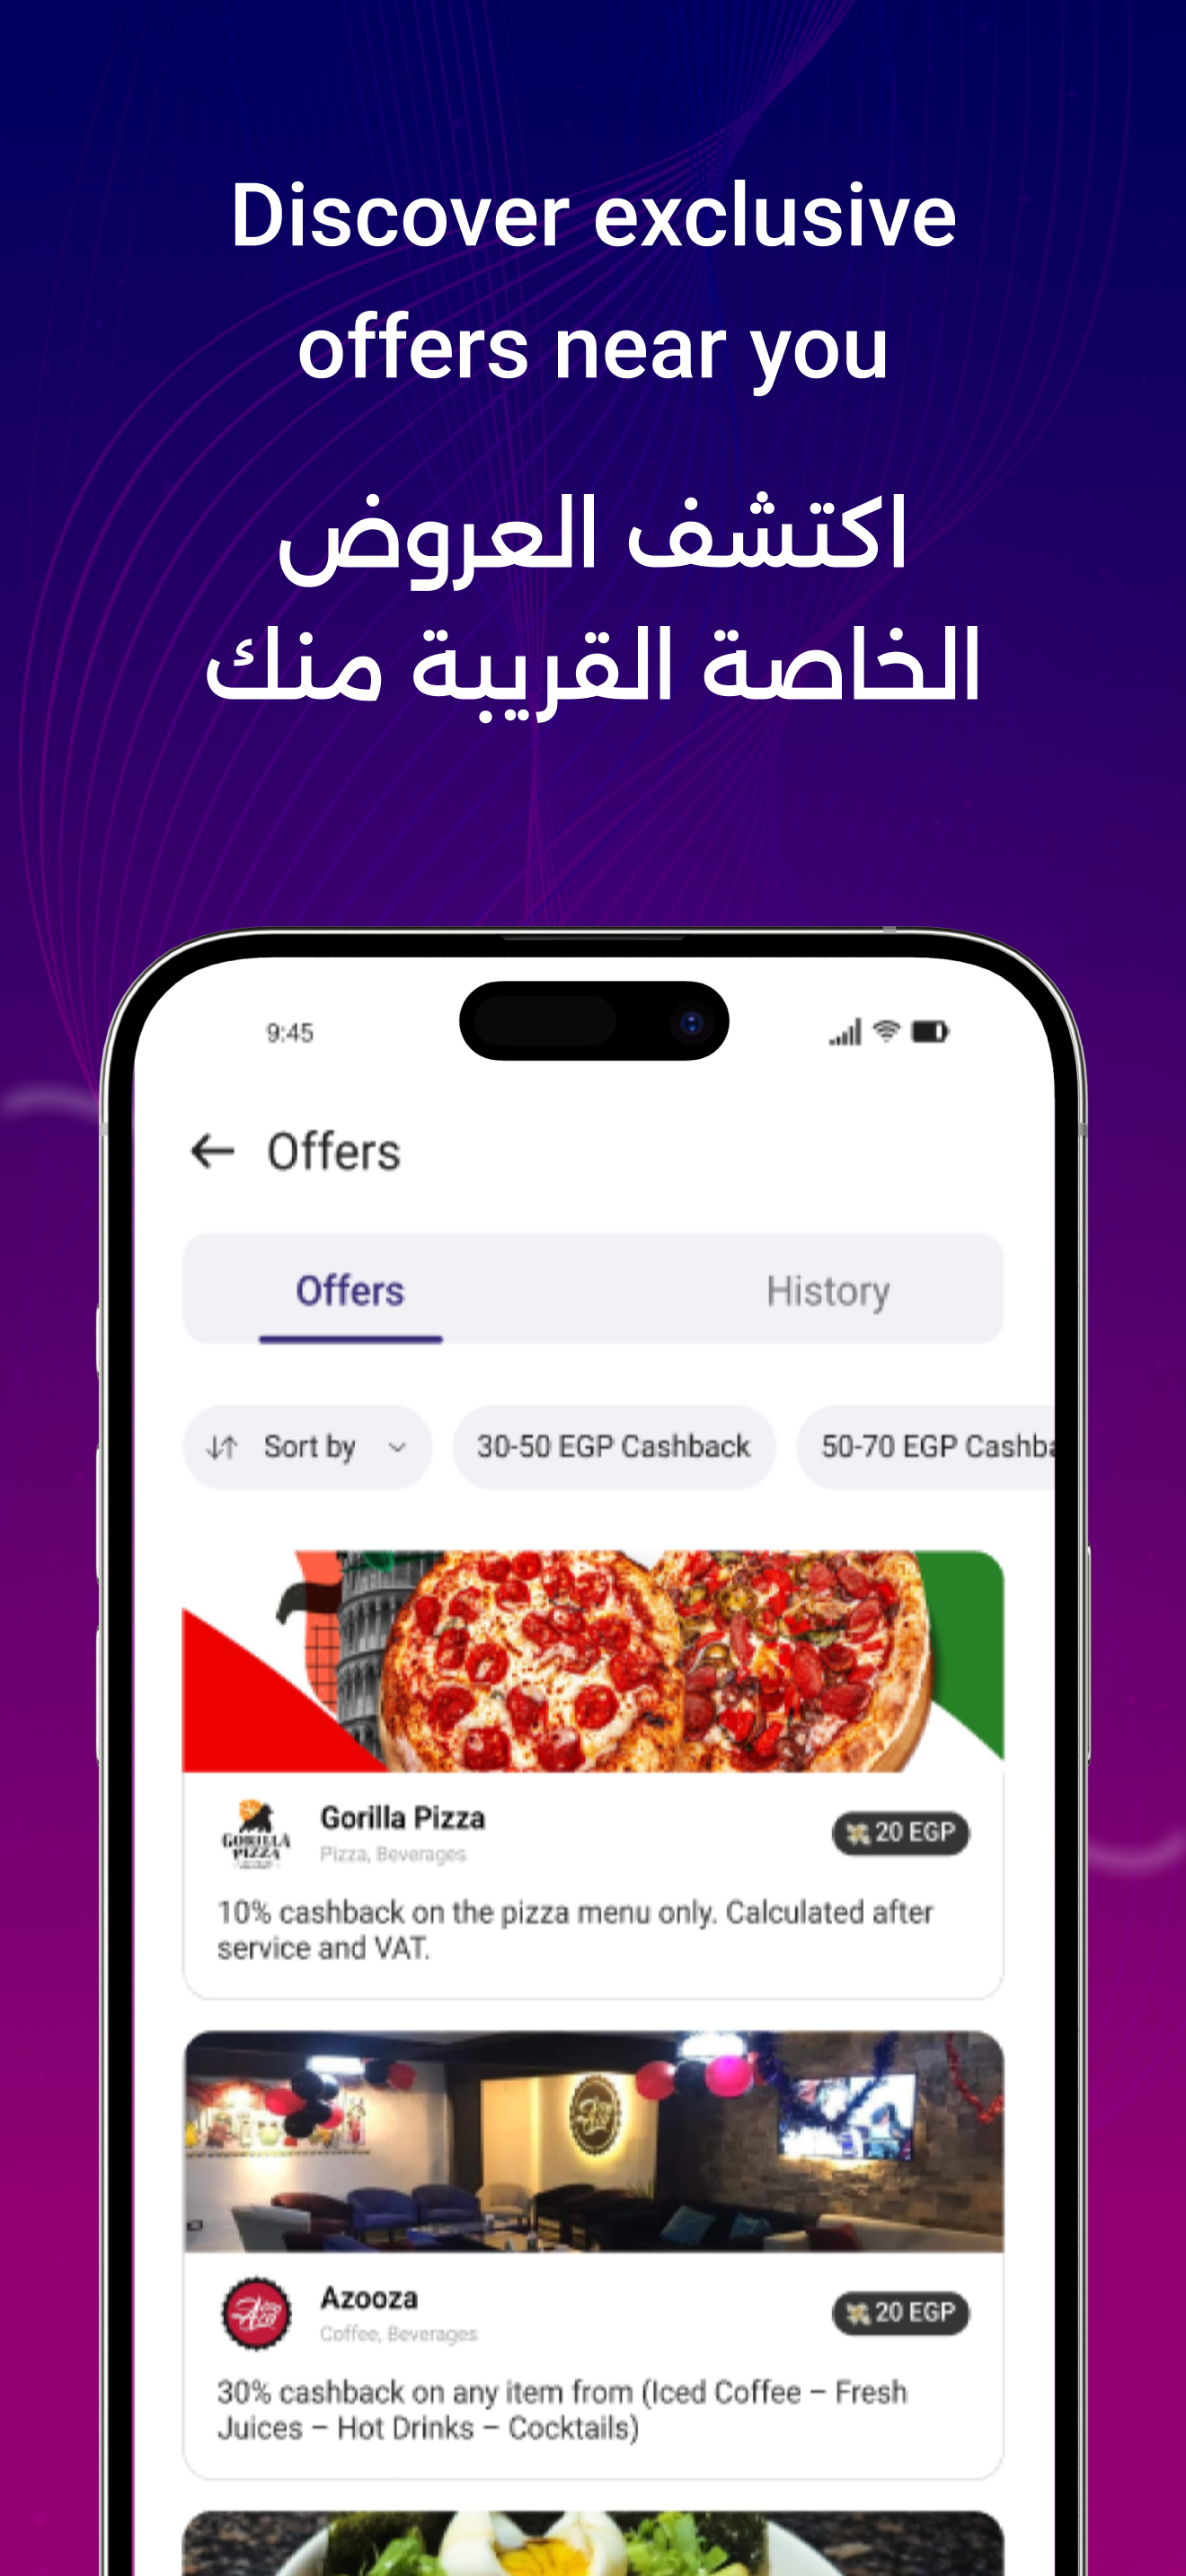 Discover exclusive
offers near you
اكتشف العروض
الخاصة القريبة منك
9:45
Offers
Offers
History
Sort by
30-50 EGP Cashback
50-70 EGP Cashba
GORILLA
PIZZA
Gorilla Pizza
Pizza, Beverages
20 EGP
10% cashback on the pizza menu only. Calculated after
service and VAT.
Azooza
Coffee, Beverages
20 EGP
30% cashback on any item from (Iced Coffee – Fresh
Juices – Hot Drinks – Cocktails)